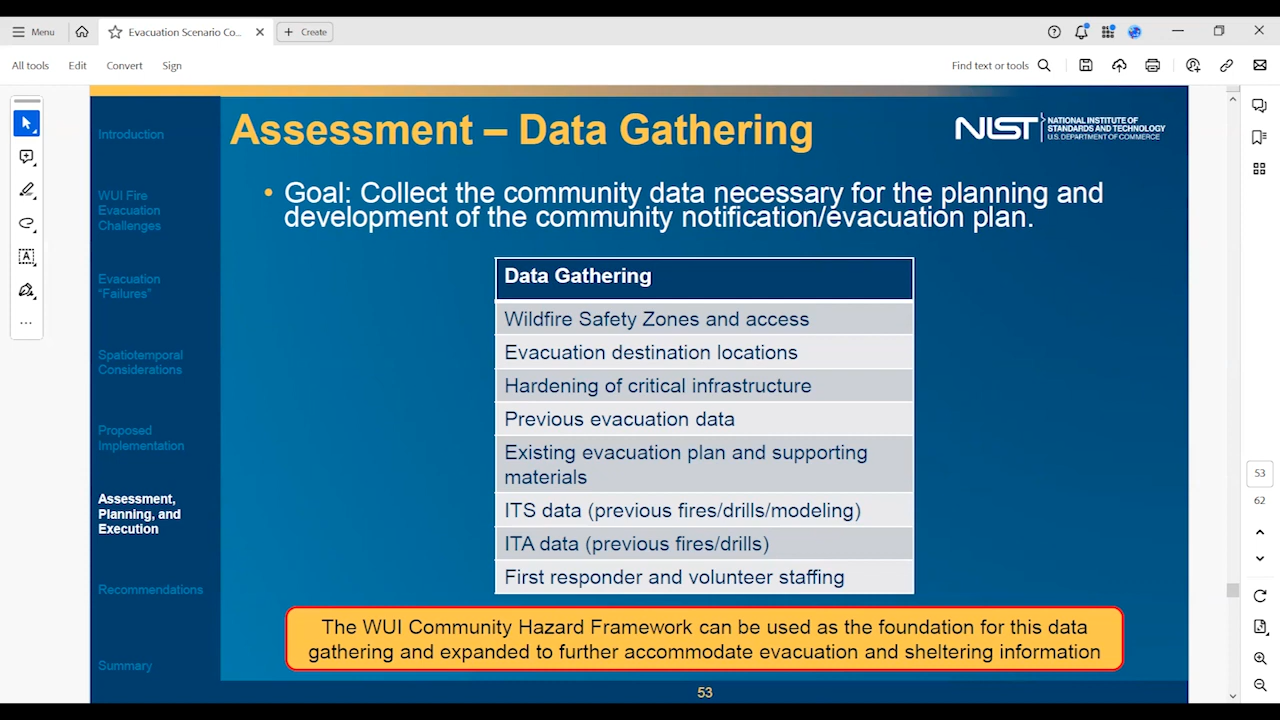 Menu
Evacuation Scenario Co...
Create
All tools
Edit
Convert
Sign
Find text or tools
Introduction
WUI Fire
Evacuation
Challenges
Evacuation
“Failures”
Spatiotemporal
Considerations
Proposed
Implementation
Assessment,
Planning, and
Execution
Recommendations
Summary
Assessment – Data Gathering
NIST
NATIONAL INSTITUTE OF
STANDARDS AND TECHNOLOGY
U.S. DEPARTMENT OF COMMERCE
• Goal: Collect the community data necessary for the planning and
development of the community notification/evacuation plan.
Data Gathering
Wildfire Safety Zones and access
Evacuation destination locations
Hardening of critical infrastructure
Previous evacuation data
Existing evacuation plan and supporting
materials
ITS data (previous fires/drills/modeling)
ITA data (previous fires/drills)
First responder and volunteer staffing
The WUI Community Hazard Framework can be used as the foundation for this data
gathering and expanded to further accommodate evacuation and sheltering information
53
53
62